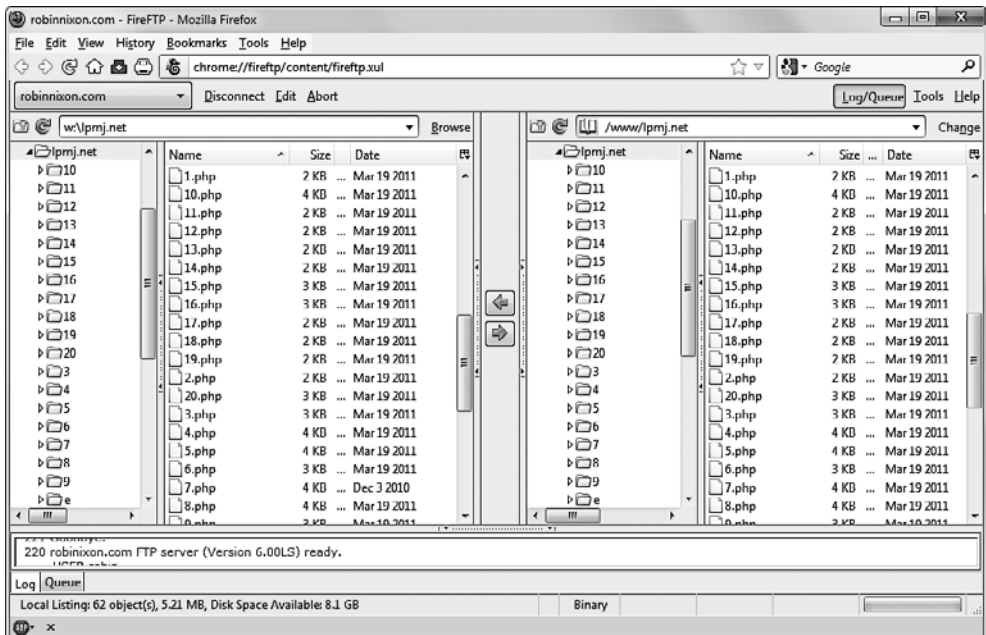 robinnixon.com - FireFTP - Mozilla Firefox
File Edit View History Bookmarks Tools Help
chrome://fireftp/content/fireftp.xul
Google
robinnixon.com
Disconnect Edit Abort
Log/Queue Tools Help
w:\lpmj.net
Browse
/www/lpmj.net
Change
lpmj.net
10
11
12
13
14
15
16
17
18
19
20
3
4
5
6
7
8
9
e
Name Size Date
1.php 2 KB ... Mar 19 2011
10.php 4 KB ... Mar 19 2011
11.php 2 KB ... Mar 19 2011
12.php 2 KB ... Mar 19 2011
13.php 2 KB ... Mar 19 2011
14.php 2 KB ... Mar 19 2011
15.php 3 KB ... Mar 19 2011
16.php 3 KB ... Mar 19 2011
17.php 2 KB ... Mar 19 2011
18.php 2 KB ... Mar 19 2011
19.php 2 KB ... Mar 19 2011
2.php 2 KB ... Mar 19 2011
20.php 3 KB ... Mar 19 2011
3.php 3 KB ... Mar 19 2011
4.php 4 KB ... Mar 19 2011
5.php 4 KB ... Mar 19 2011
6.php 3 KB ... Mar 19 2011
7.php 4 KB ... Dec 3 2010
8.php 4 KB ... Mar 19 2011
lpmj.net
10
11
12
13
14
15
16
17
18
19
20
3
4
5
6
7
8
9
e
Name Size ... Date
1.php 2 KB ... Mar 19 2011
10.php 4 KB ... Mar 19 2011
11.php 2 KB ... Mar 19 2011
12.php 2 KB ... Mar 19 2011
13.php 2 KB ... Mar 19 2011
14.php 2 KB ... Mar 19 2011
15.php 3 KB ... Mar 19 2011
16.php 3 KB ... Mar 19 2011
17.php 2 KB ... Mar 19 2011
18.php 2 KB ... Mar 19 2011
19.php 2 KB ... Mar 19 2011
2.php 2 KB ... Mar 19 2011
20.php 3 KB ... Mar 19 2011
3.php 3 KB ... Mar 19 2011
4.php 4 KB ... Mar 19 2011
5.php 4 KB ... Mar 19 2011
6.php 3 KB ... Mar 19 2011
7.php 4 KB ... Mar 19 2011
8.php 4 KB ... Mar 19 2011
220 robinixon.com FTP server (Version 6.00LS) ready.
Log Queue
Local Listing: 62 object(s), 5.21 MB, Disk Space Available: 8.1 GB
Binary